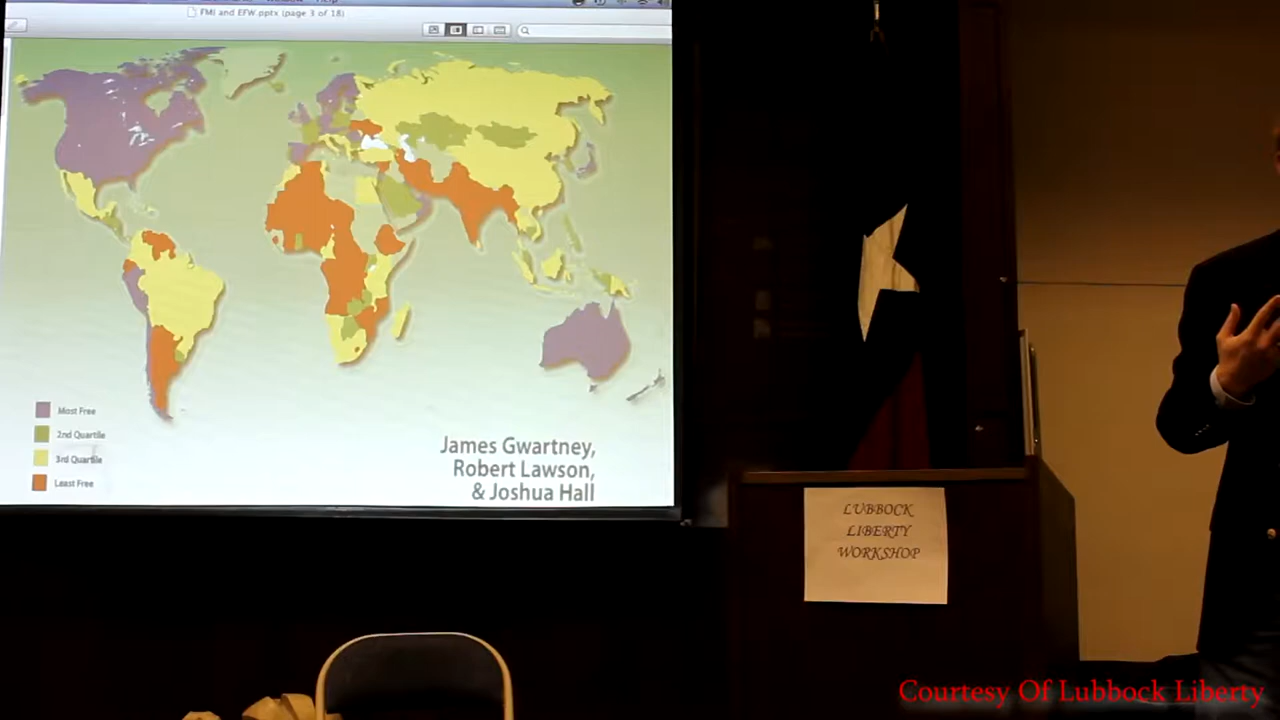 FMI and EFW.pptx (page 3 of 18)
Most Free
2nd Quartile
3rd Quartile
Least Free
James Gwartney,
Robert Lawson,
& Joshua Hall
LUBBOCK
LIBERTY
WORKSHOP
Courtesy Of Lubbock Liberty